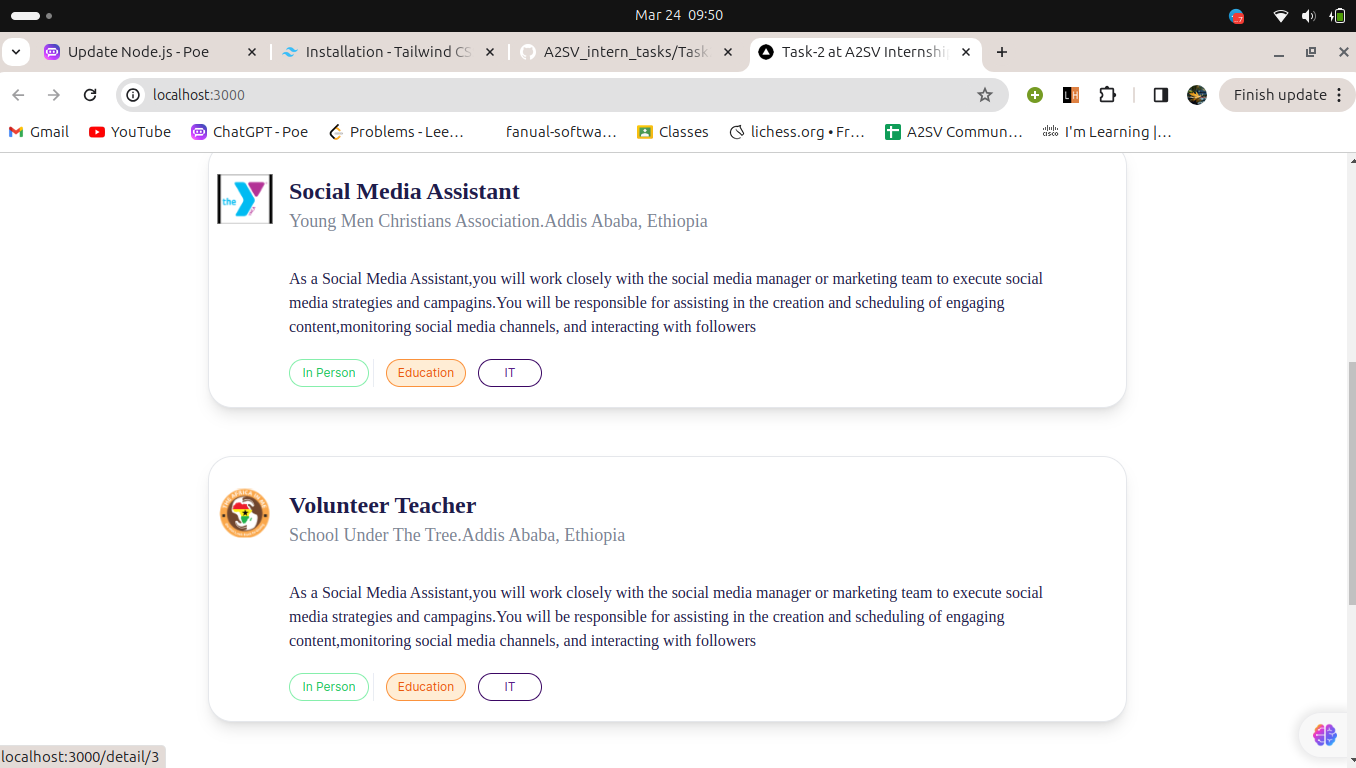 Mar 24 09:50
Update Node.js - Poe
Installation - Tailwind CS
A2SV_intern_tasks/Task
Task-2 at A2SV Internshi
localhost:3000
Finish update
Gmail
YouTube
ChatGPT - Poe
Problems - Lee…
fanual-softwa…
Classes
lichess.org • Fr…
A2SV Commun…
I'm Learning |…
the
Social Media Assistant
Young Men Christians Association.Addis Ababa, Ethiopia
As a Social Media Assistant,you will work closely with the social media manager or marketing team to execute social
media strategies and campagins.You will be responsible for assisting in the creation and scheduling of engaging
content,monitoring social media channels, and interacting with followers
In Person
Education
IT
Volunteer Teacher
School Under The Tree.Addis Ababa, Ethiopia
As a Social Media Assistant,you will work closely with the social media manager or marketing team to execute social
media strategies and campagins.You will be responsible for assisting in the creation and scheduling of engaging
content,monitoring social media channels, and interacting with followers
In Person
Education
IT
localhost:3000/detail/3